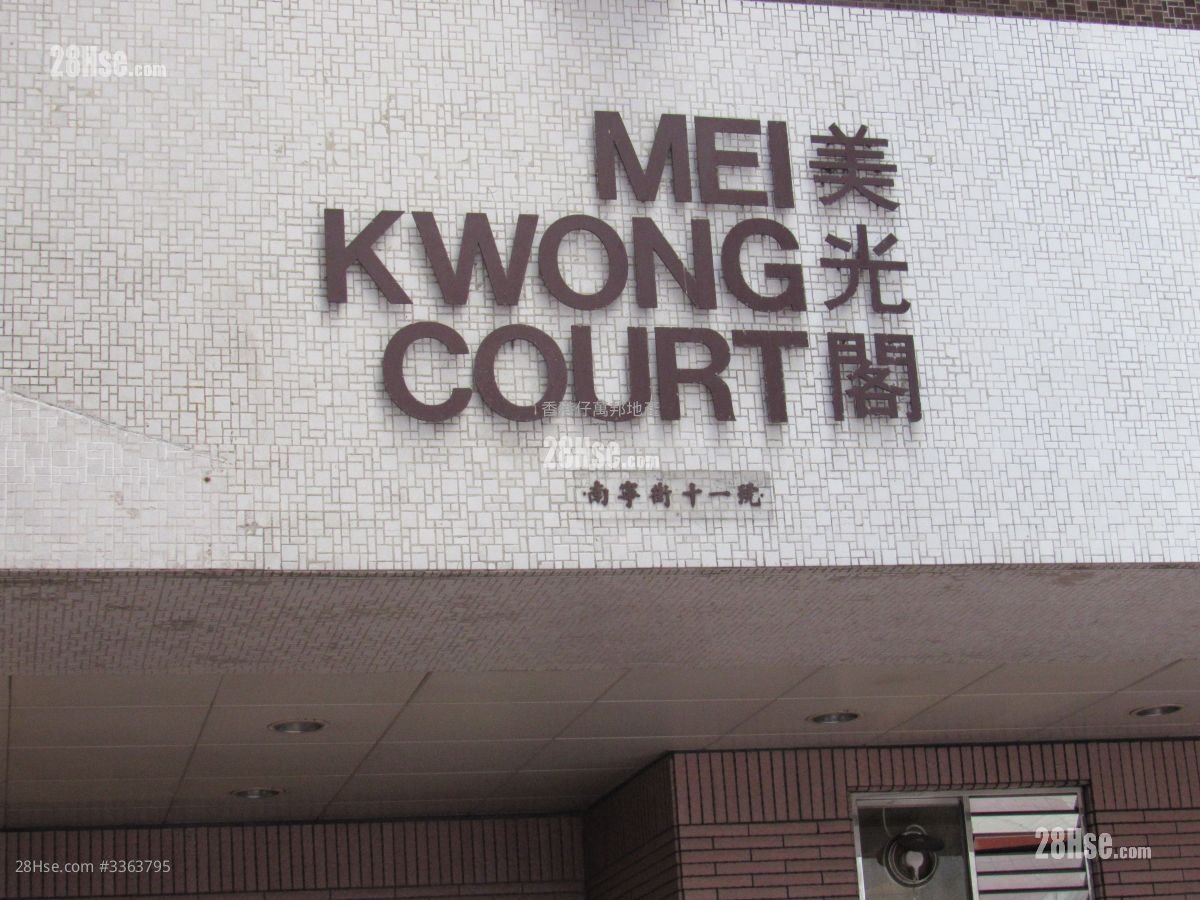 28Hse.com
MEI 美
KWONG 光
COURT 閣
香港仔萬邦地產
28Hse.com
·南寧街十一號·
28Hse.com
28Hse.com #3363795